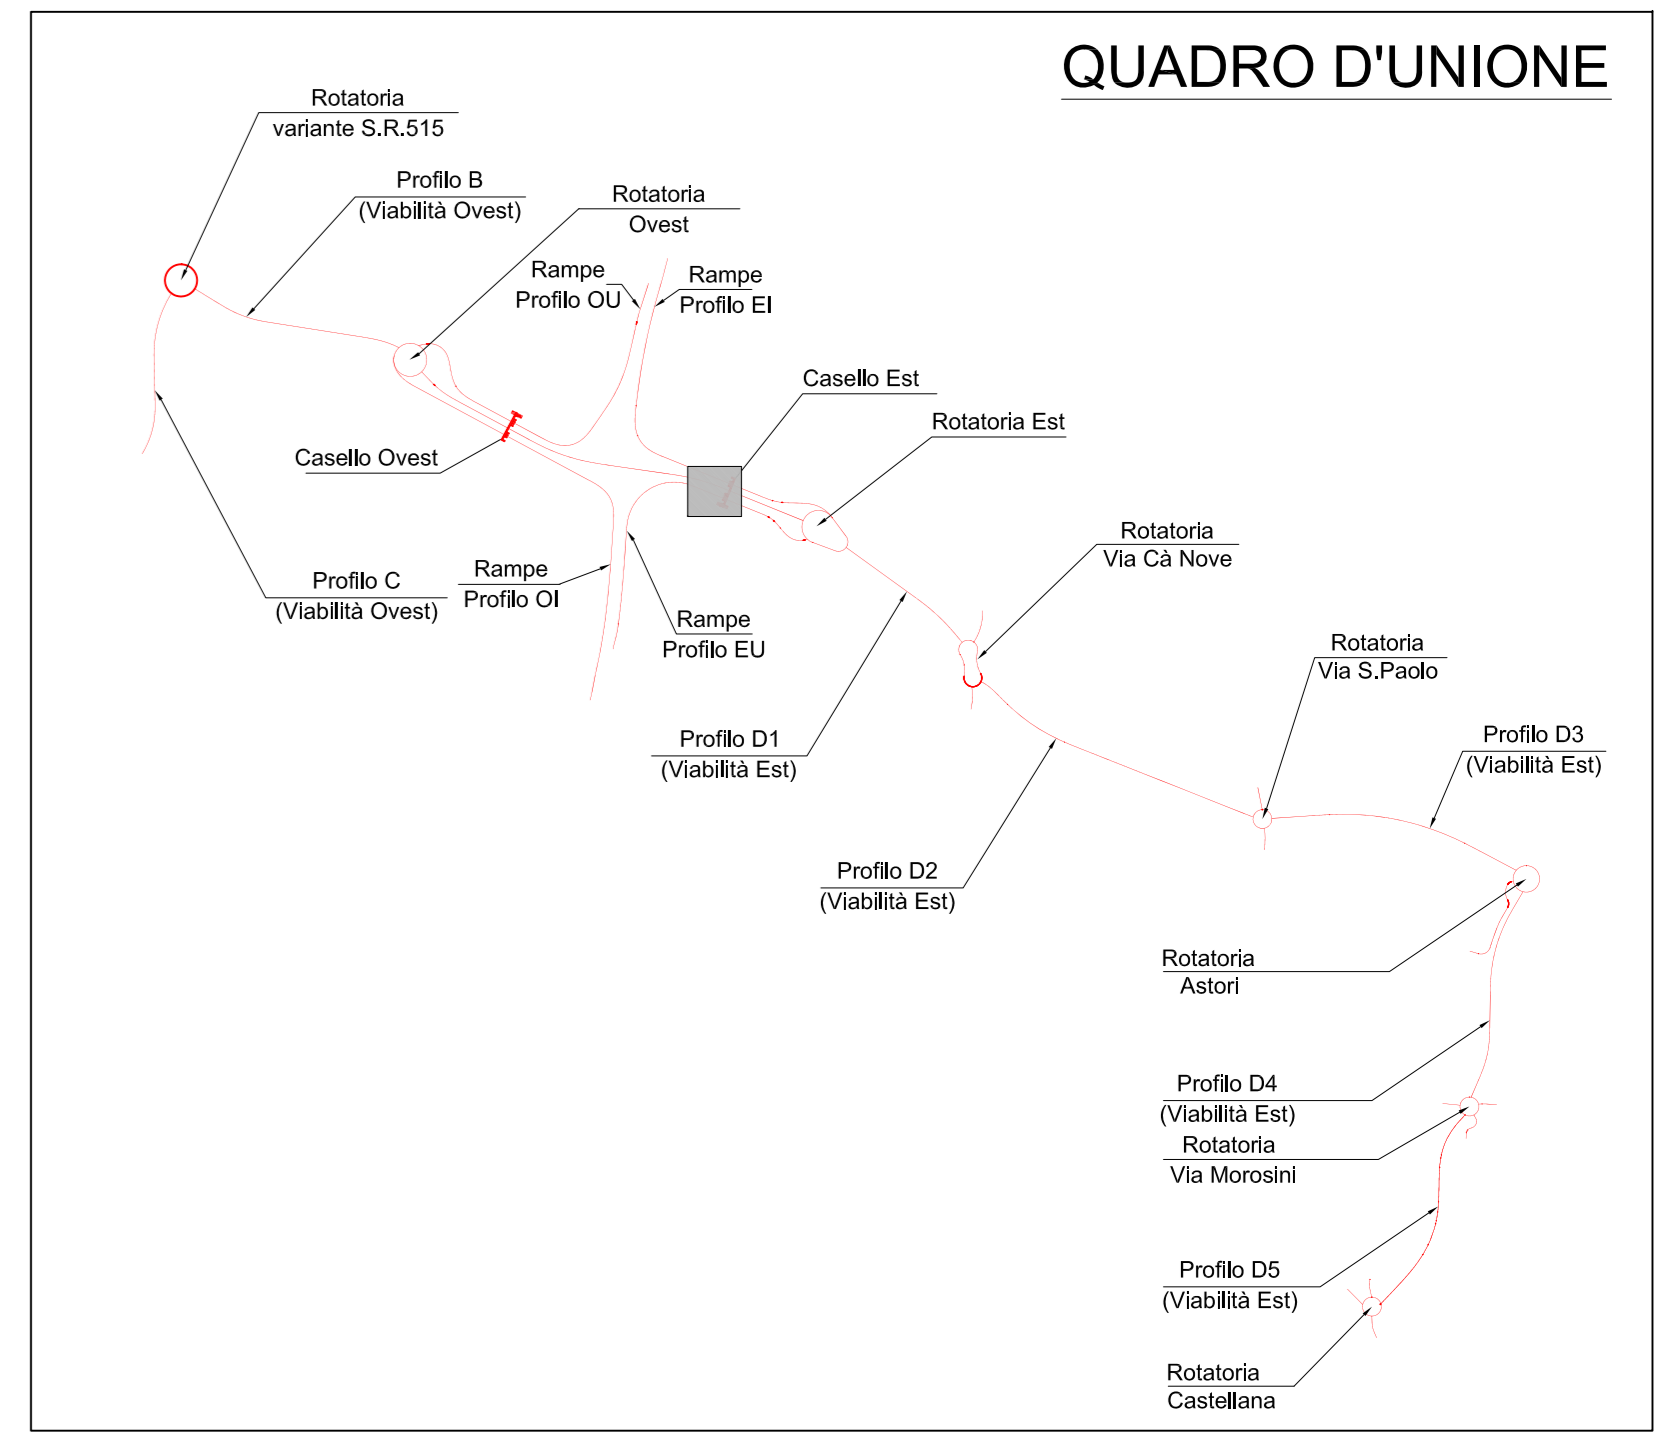 QUADRO D'UNIONE
Rotatoria
variante S.R.515
Profilo B
(Viabilità Ovest)
Rotatoria
Ovest
Rampe
Profilo OU
Rampe
Profilo EI
Casello Est
Rotatoria Est
Casello Ovest
Rotatoria
Via Cà Nove
Profilo C
(Viabilità Ovest)
Rampe
Profilo OI
Rampe
Profilo EU
Rotatoria
Via S.Paolo
Profilo D1
(Viabilità Est)
Profilo D3
(Viabilità Est)
Profilo D2
(Viabilità Est)
Rotatoria
Astori
Profilo D4
(Viabilità Est)
Rotatoria
Via Morosini
Profilo D5
(Viabilità Est)
Rotatoria
Castellana